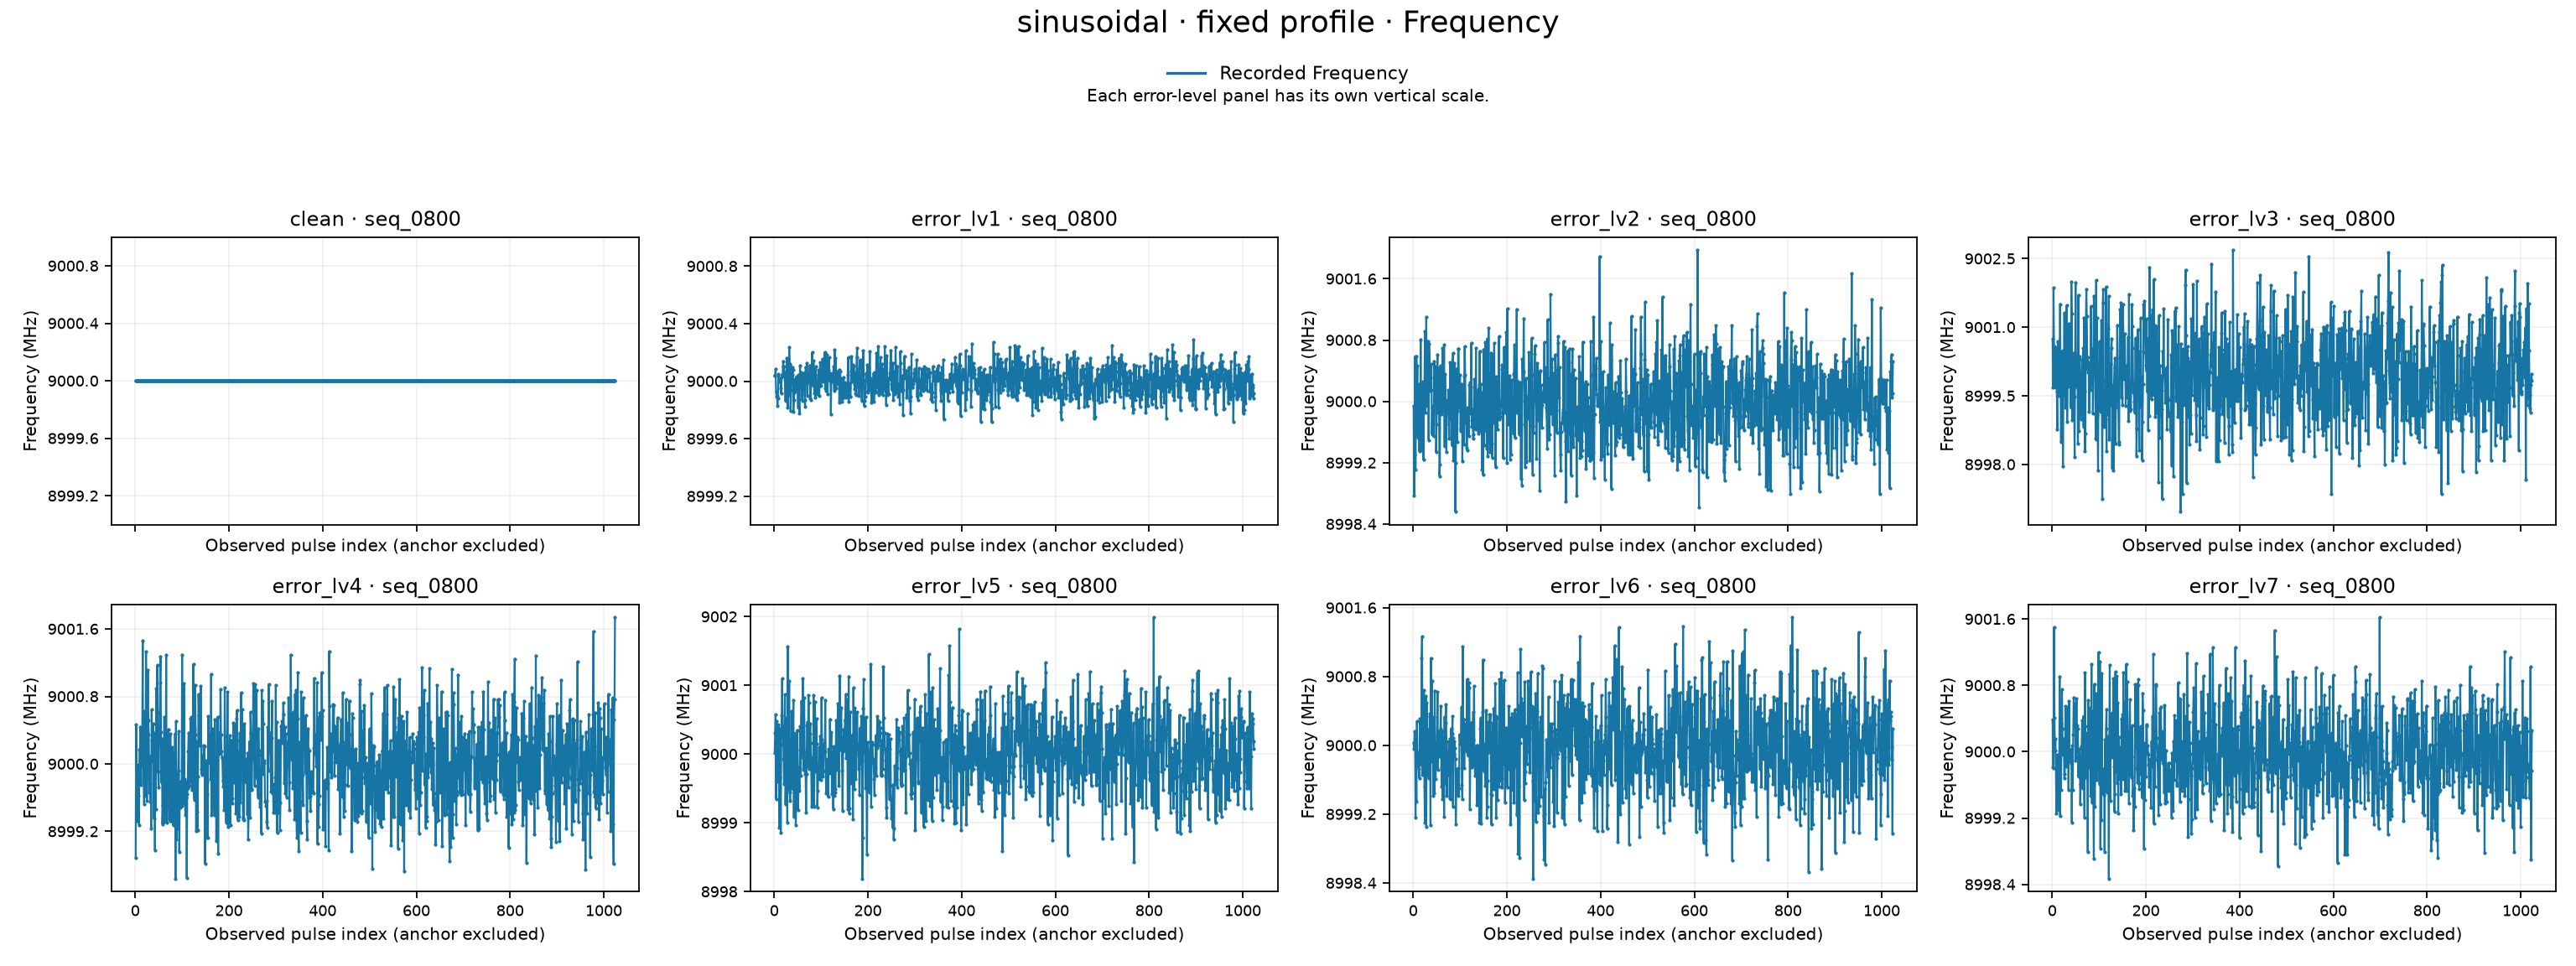 sinusoidal · fixed profile · Frequency
Recorded Frequency
Each error-level panel has its own vertical scale.
clean · seq_0800
error_lv1 · seq_0800
error_lv2 · seq_0800
error_lv3 · seq_0800
Frequency (MHz)
9000.8
9000.4
9000.0
8999.6
8999.2
Observed pulse index (anchor excluded)
Frequency (MHz)
9000.8
9000.4
9000.0
8999.6
8999.2
Observed pulse index (anchor excluded)
Frequency (MHz)
9001.6
9000.8
9000.0
8999.2
8998.4
Observed pulse index (anchor excluded)
Frequency (MHz)
9002.5
9001.0
8999.5
8998.0
Observed pulse index (anchor excluded)
error_lv4 · seq_0800
error_lv5 · seq_0800
error_lv6 · seq_0800
error_lv7 · seq_0800
Frequency (MHz)
9001.6
9000.8
9000.0
8999.2
0 200 400 600 800 1000
Observed pulse index (anchor excluded)
Frequency (MHz)
9002
9001
9000
8999
8998
0 200 400 600 800 1000
Observed pulse index (anchor excluded)
Frequency (MHz)
9001.6
9000.8
9000.0
8999.2
8998.4
0 200 400 600 800 1000
Observed pulse index (anchor excluded)
Frequency (MHz)
9001.6
9000.8
9000.0
8999.2
8998.4
0 200 400 600 800 1000
Observed pulse index (anchor excluded)